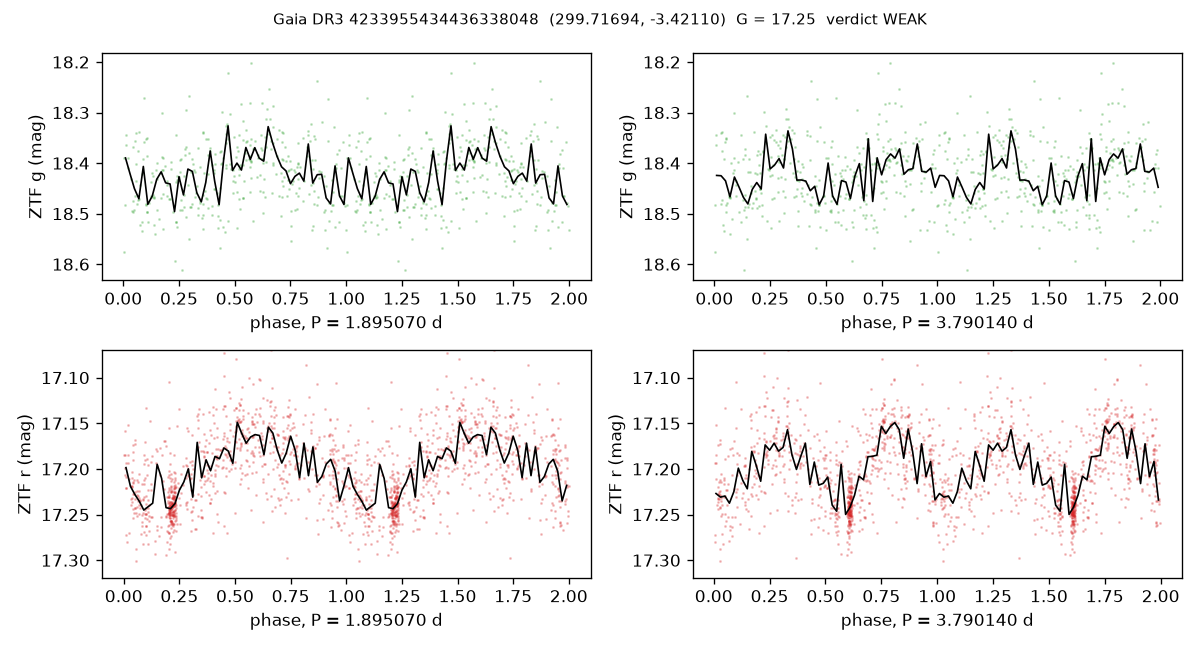 Gaia DR3 4233955434436338048 (299.71694, -3.42110) G = 17.25 verdict WEAK
ZTF g (mag)
18.2
18.3
18.4
18.5
18.6
0.00 0.25 0.50 0.75 1.00 1.25 1.50 1.75 2.00
phase, P = 1.895070 d
ZTF g (mag)
18.2
18.3
18.4
18.5
18.6
0.00 0.25 0.50 0.75 1.00 1.25 1.50 1.75 2.00
phase, P = 3.790140 d
ZTF r (mag)
17.10
17.15
17.20
17.25
17.30
0.00 0.25 0.50 0.75 1.00 1.25 1.50 1.75 2.00
phase, P = 1.895070 d
ZTF r (mag)
17.10
17.15
17.20
17.25
17.30
0.00 0.25 0.50 0.75 1.00 1.25 1.50 1.75 2.00
phase, P = 3.790140 d